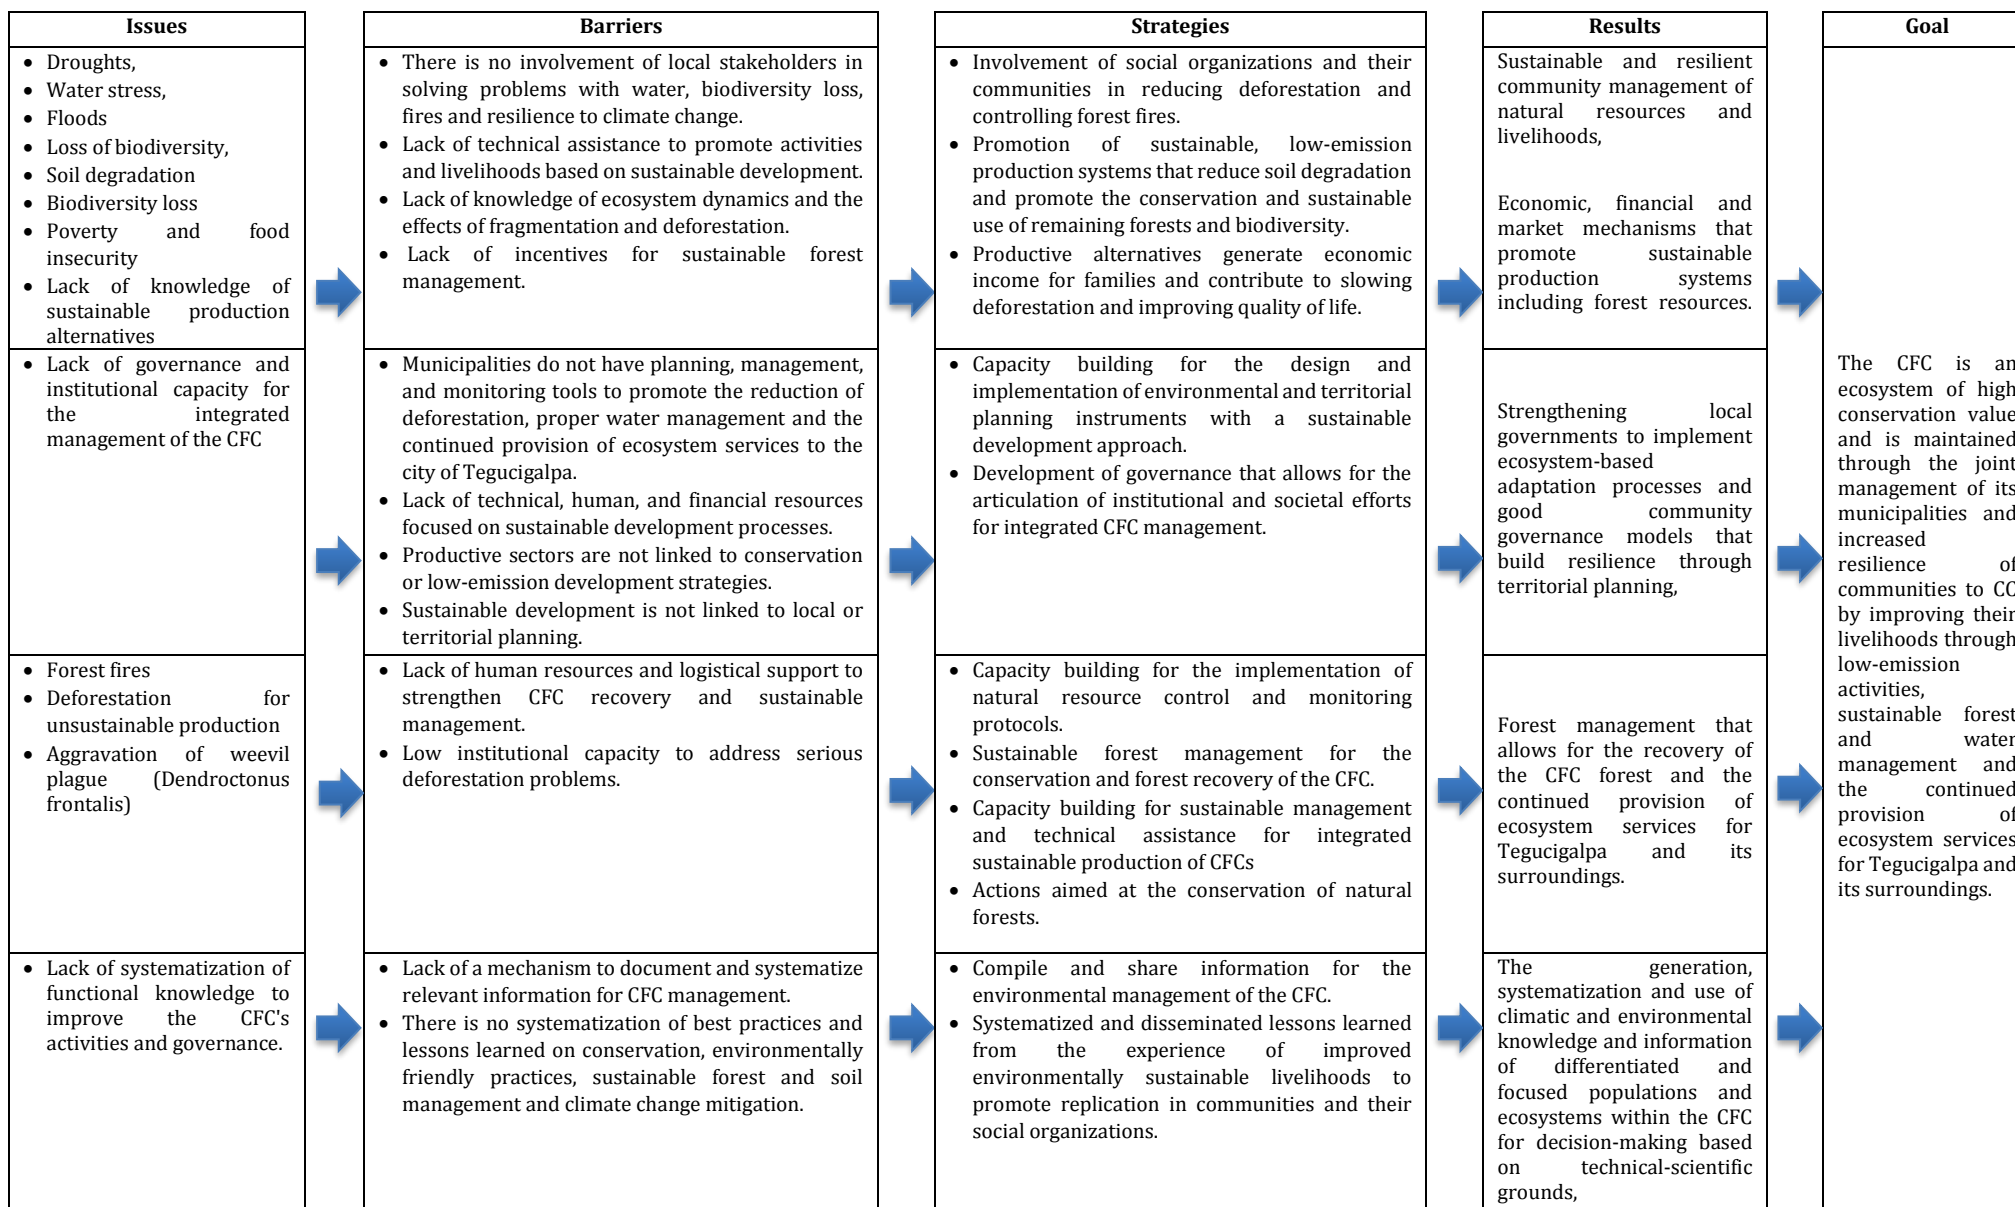 Issues
Barriers
Strategies
Results
Goal
• Droughts,
• Water stress,
• Floods
• Loss of biodiversity,
• Soil degradation
• Biodiversity loss
• Poverty and food
insecurity
• Lack of knowledge of
sustainable production
alternatives
• There is no involvement of local stakeholders in
solving problems with water, biodiversity loss,
fires and resilience to climate change.
• Lack of technical assistance to promote activities
and livelihoods based on sustainable development.
• Lack of knowledge of ecosystem dynamics and the
effects of fragmentation and deforestation.
• Lack of incentives for sustainable forest
management.
• Involvement of social organizations and their
communities in reducing deforestation and
controlling forest fires.
• Promotion of sustainable, low-emission
production systems that reduce soil degradation
and promote the conservation and sustainable
use of remaining forests and biodiversity.
• Productive alternatives generate economic
income for families and contribute to slowing
deforestation and improving quality of life.
Sustainable and resilient
community management of
natural resources and
livelihoods,
Economic, financial and
market mechanisms that
promote sustainable
production systems
including forest resources.
• Lack of governance and
institutional capacity for
the integrated
management of the CFC
• Municipalities do not have planning, management,
and monitoring tools to promote the reduction of
deforestation, proper water management and the
continued provision of ecosystem services to the
city of Tegucigalpa.
• Lack of technical, human, and financial resources
focused on sustainable development processes.
• Productive sectors are not linked to conservation
or low-emission development strategies.
• Sustainable development is not linked to local or
territorial planning.
• Capacity building for the design and
implementation of environmental and territorial
planning instruments with a sustainable
development approach.
• Development of governance that allows for the
articulation of institutional and societal efforts
for integrated CFC management.
Strengthening local
governments to implement
ecosystem-based
adaptation processes and
good community
governance models that
build resilience through
territorial planning,
• Forest fires
• Deforestation for
unsustainable production
• Aggravation of weevil
plague (Dendroctonus
frontalis)
• Lack of human resources and logistical support to
strengthen CFC recovery and sustainable
management.
• Low institutional capacity to address serious
deforestation problems.
• Capacity building for the implementation of
natural resource control and monitoring
protocols.
• Sustainable forest management for the
conservation and forest recovery of the CFC.
• Capacity building for sustainable management
and technical assistance for integrated
sustainable production of CFCs
• Actions aimed at the conservation of natural
forests.
Forest management that
allows for the recovery of
the CFC forest and the
continued provision of
ecosystem services for
Tegucigalpa and its
surroundings.
• Lack of systematization of
functional knowledge to
improve the CFC's
activities and governance.
• Lack of a mechanism to document and systematize
relevant information for CFC management.
• There is no systematization of best practices and
lessons learned on conservation, environmentally
friendly practices, sustainable forest and soil
management and climate change mitigation.
• Compile and share information for the
environmental management of the CFC.
• Systematized and disseminated lessons learned
from the experience of improved
environmentally sustainable livelihoods to
promote replication in communities and their
social organizations.
The generation,
systematization and use of
climatic and environmental
knowledge and information
of differentiated and
focused populations and
ecosystems within the CFC
for decision-making based
on technical-scientific
grounds,
The CFC is an
ecosystem of high
conservation value
and is maintained
through the joint
management of its
municipalities and
increased
resilience of
communities to CC
by improving their
livelihoods through
low-emission
activities,
sustainable forest
and water
management and
the continued
provision of
ecosystem services
for Tegucigalpa and
its surroundings.